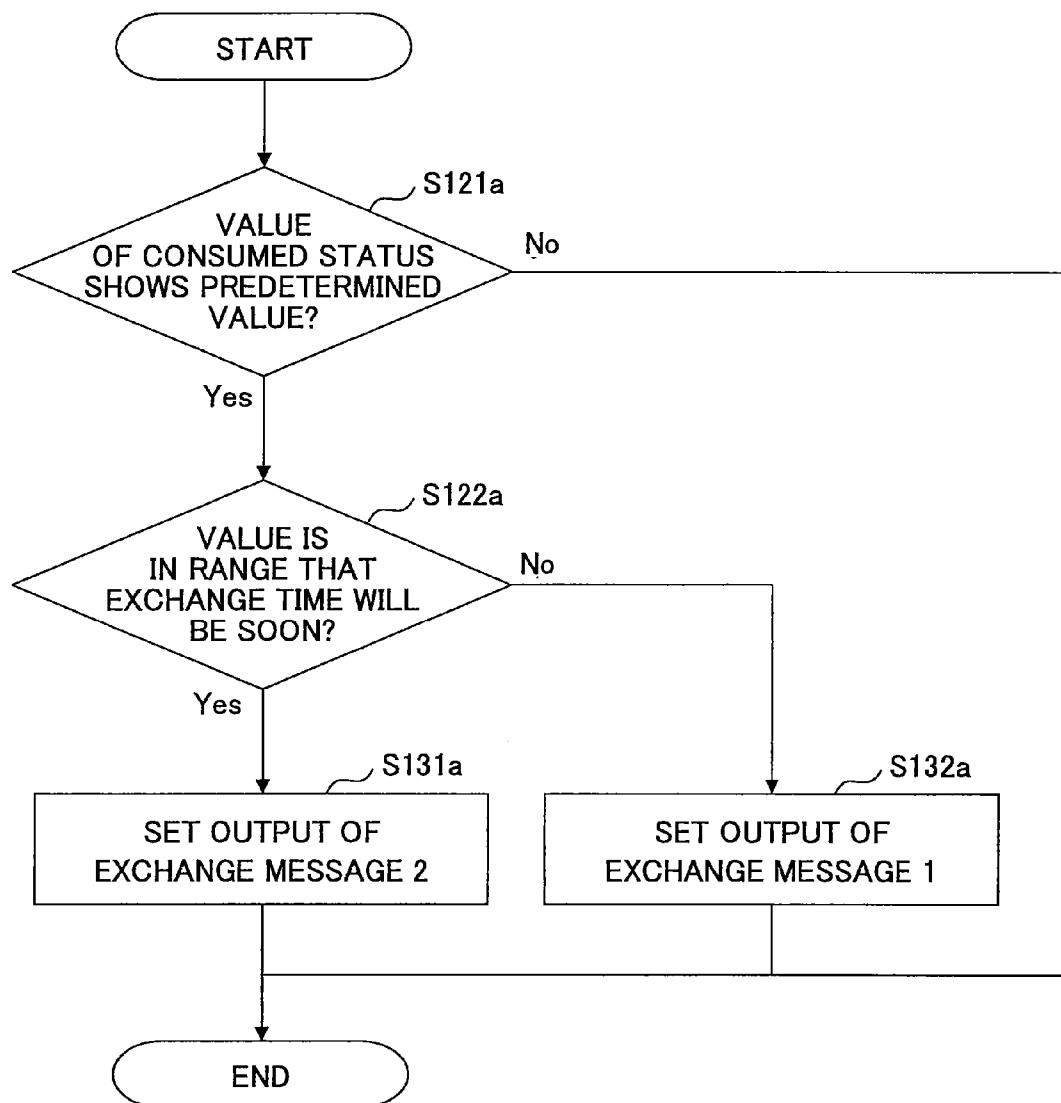 START
S121a
VALUE
OF CONSUMED STATUS
SHOWS PREDETERMINED
VALUE?
No
Yes
S122a
VALUE IS
IN RANGE THAT
EXCHANGE TIME WILL
BE SOON?
No
Yes
S131a
SET OUTPUT OF
EXCHANGE MESSAGE 2
S132a
SET OUTPUT OF
EXCHANGE MESSAGE 1
END